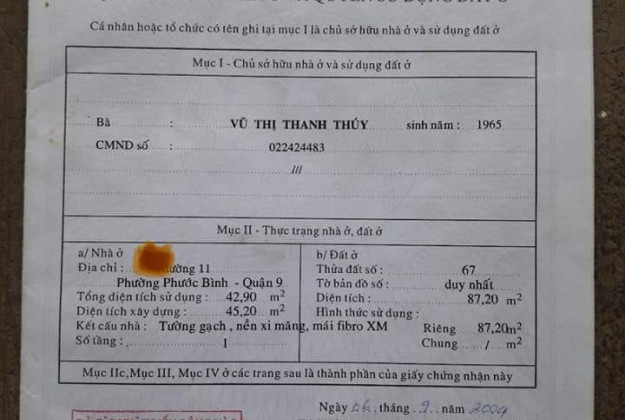 Cá nhân hoặc tổ chức có tên ghi tại mục I là chủ sở hữu nhà ở và sử dụng đất ở
Mục I - Chủ sở hữu nhà ở và sử dụng đất ở
Bà : VŨ THỊ THANH THÚY sinh năm : 1965
CMND số : 022424483
///
Mục II - Thực trạng nhà ở, đất ở
a/ Nhà ở
Địa chỉ : ường 11
Phường Phước Bình - Quận 9
Tổng diện tích sử dụng : 42,90 m2
Diện tích xây dựng : 45,20 m2
Kết cấu nhà : Tường gạch , nền xi măng, mái fibro XM
Số tầng : 1
b/ Đất ở
Thửa đất số : 67
Tờ bản đồ số : duy nhất
Diện tích : 87,20 m2
Hình thức sử dụng :
Riêng : 87,20m2
Chung / m2
Mục IIc, Mục III, Mục IV ở các trang sau là thành phần của giấy chứng nhận này
Ngày tháng 9 năm